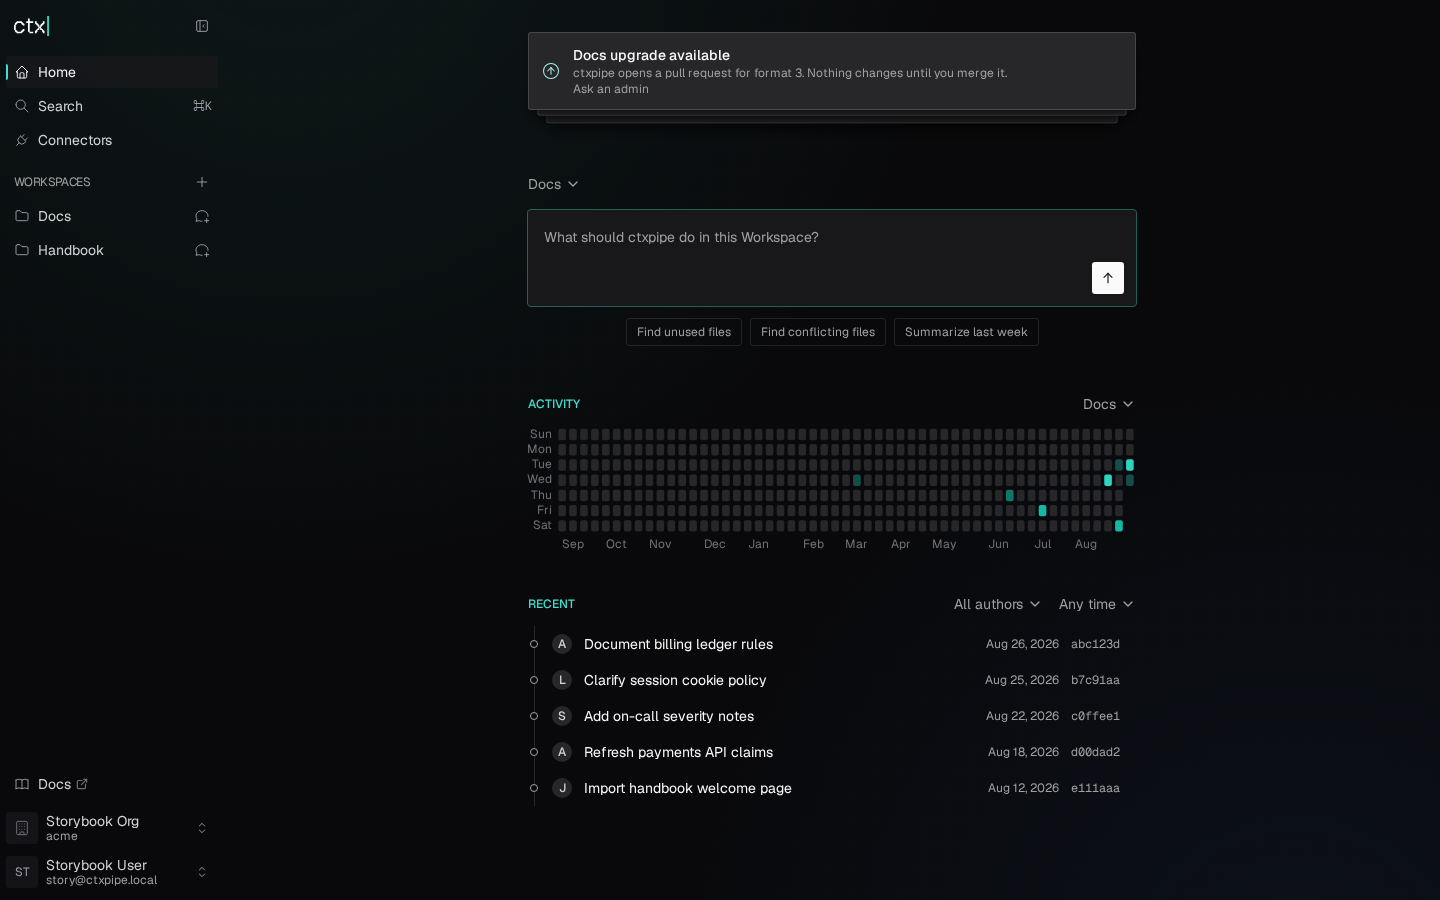 ctx
Home
Search ⌘K
Connectors
WORKSPACES
Docs
Handbook
Docs
Storybook Org
acme
ST
Storybook User
story@ctxpipe.local
Docs upgrade available
ctxpipe opens a pull request for format 3. Nothing changes until you merge it.
Ask an admin
Docs
What should ctxpipe do in this Workspace?
Find unused files Find conflicting files Summarize last week
ACTIVITY Docs
Sun
Mon
Tue
Wed
Thu
Fri
Sat
Sep Oct Nov Dec Jan Feb Mar Apr May Jun Jul Aug
RECENT All authors Any time
A Document billing ledger rules Aug 26, 2026 abc123d
L Clarify session cookie policy Aug 25, 2026 b7c91aa
S Add on-call severity notes Aug 22, 2026 c0ffee1
A Refresh payments API claims Aug 18, 2026 d00dad2
J Import handbook welcome page Aug 12, 2026 e111aaa